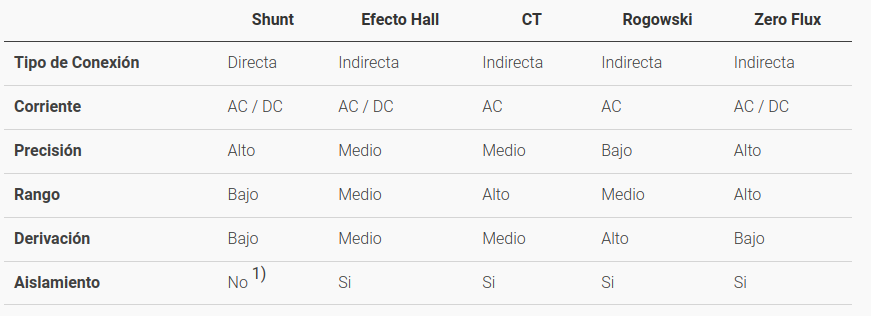 Shunt Efecto Hall CT Rogowski Zero Flux
Tipo de Conexión Directa Indirecta Indirecta Indirecta Indirecta
Corriente AC / DC AC / DC AC AC AC / DC
Precisión Alto Medio Medio Bajo Alto
Rango Bajo Medio Alto Medio Alto
Derivación Bajo Medio Medio Alto Bajo
Aislamiento No 1) Si Si Si Si